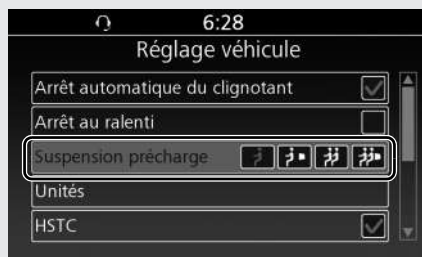 6:28
Réglage véhicule
Arrêt automatique du clignotant
Arrêt au ralenti
Suspension précharge
Unités
HSTC